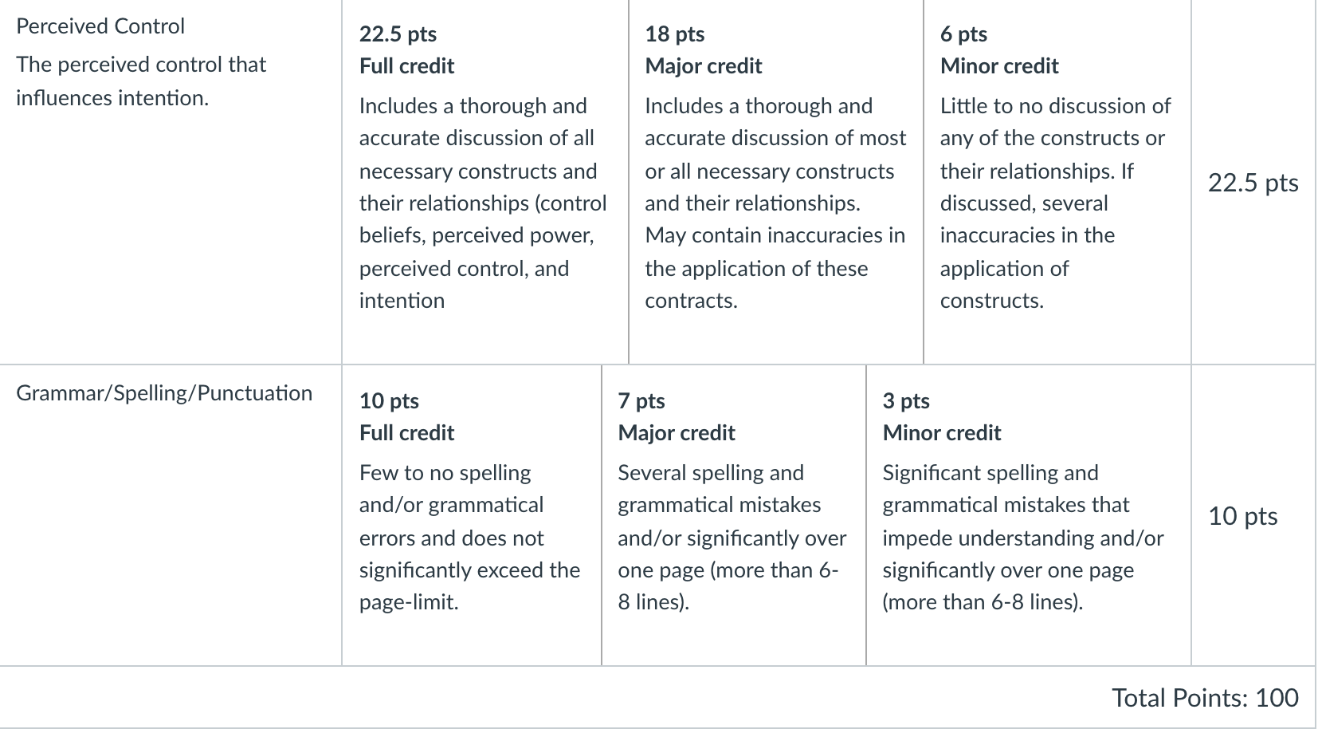 Perceived Control
The perceived control that
influences intention.
22.5 pts
Full credit
Includes a thorough and
accurate discussion of all
necessary constructs and
their relationships (control
beliefs, perceived power,
perceived control, and
intention
18 pts
Major credit
Includes a thorough and
accurate discussion of most
or all necessary constructs
and their relationships.
May contain inaccuracies in
the application of these
contracts.
6 pts
Minor credit
Little to no discussion of
any of the constructs or
their relationships. If
discussed, several
inaccuracies in the
application of
constructs.
22.5 pts
Grammar/Spelling/Punctuation
10 pts
Full credit
Few to no spelling
and/or grammatical
errors and does not
significantly exceed the
page-limit.
7 pts
Major credit
Several spelling and
grammatical mistakes
and/or significantly over
one page (more than 6-
8 lines).
3 pts
Minor credit
Significant spelling and
grammatical mistakes that
impede understanding and/or
significantly over one page
(more than 6-8 lines).
10 pts
Total Points: 100